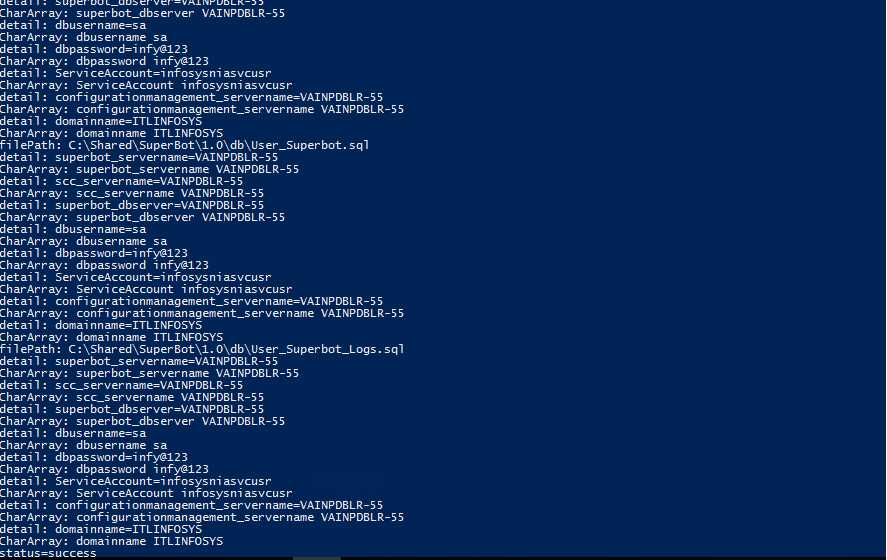 detail: superbot_dbserver=VAINPDBLR-55
CharArray: superbot_dbserver VAINPDBLR-55
detail: dbusername=sa
CharArray: dbusername sa
detail: dbpassword=infy@123
CharArray: dbpassword infy@123
detail: ServiceAccount=infosysniasvcusr
CharArray: ServiceAccount infosysniasvcusr
detail: configurationmanagement_servername=VAINPDBLR-55
CharArray: configurationmanagement_servername VAINPDBLR-55
detail: domainname=ITLINFOSYS
CharArray: domainname ITLINFOSYS
filePath: C:\Shared\SuperBot\1.0\db\User_Superbot.sql
detail: superbot_servername=VAINPDBLR-55
CharArray: superbot_servername VAINPDBLR-55
detail: scc_servername=VAINPDBLR-55
CharArray: scc_servername VAINPDBLR-55
detail: superbot_dbserver=VAINPDBLR-55
CharArray: superbot_dbserver VAINPDBLR-55
detail: dbusername=sa
CharArray: dbusername sa
detail: dbpassword=infy@123
CharArray: dbpassword infy@123
detail: ServiceAccount=infosysniasvcusr
CharArray: ServiceAccount infosysniasvcusr
detail: configurationmanagement_servername=VAINPDBLR-55
CharArray: configurationmanagement_servername VAINPDBLR-55
detail: domainname=ITLINFOSYS
CharArray: domainname ITLINFOSYS
filePath: C:\Shared\SuperBot\1.0\db\User_Superbot_Logs.sql
detail: superbot_servername=VAINPDBLR-55
CharArray: superbot_servername VAINPDBLR-55
detail: scc_servername=VAINPDBLR-55
CharArray: scc_servername VAINPDBLR-55
detail: superbot_dbserver=VAINPDBLR-55
CharArray: superbot_dbserver VAINPDBLR-55
detail: dbusername=sa
CharArray: dbusername sa
detail: dbpassword=infy@123
CharArray: dbpassword infy@123
detail: ServiceAccount=infosysniasvcusr
CharArray: ServiceAccount infosysniasvcusr
detail: configurationmanagement_servername=VAINPDBLR-55
CharArray: configurationmanagement_servername VAINPDBLR-55
detail: domainname=ITLINFOSYS
CharArray: domainname ITLINFOSYS
status=success